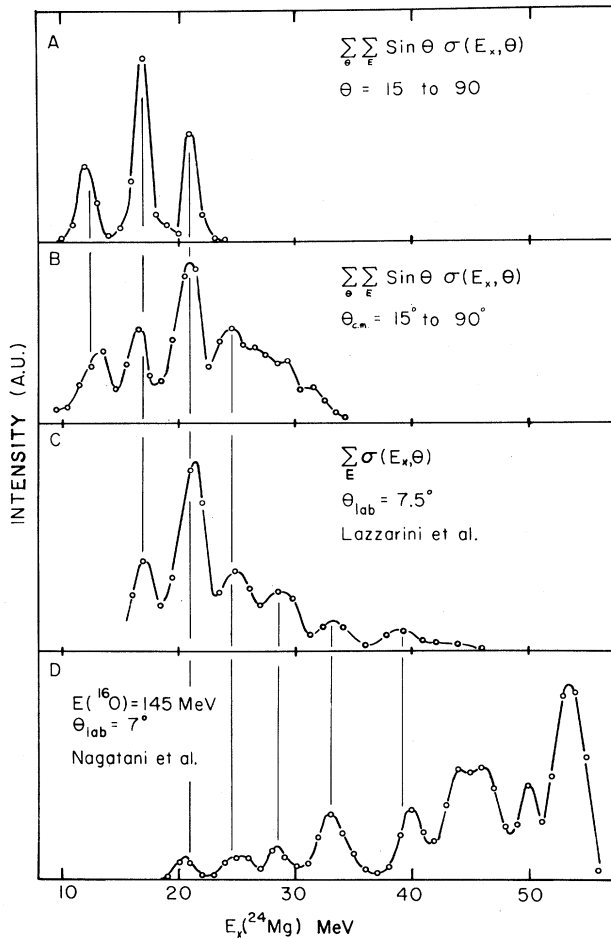 A
∑ ∑ Sin θ σ(Eₓ,θ)
θ E
θ = 15 to 90
B
∑ ∑ Sin θ σ(Eₓ,θ)
θ E
θc.m. = 15° to 90°
C
∑ σ(Eₓ,θ)
E
θlab = 7.5°
Lazzarini et al.
D
E(¹⁶O)=145 MeV
θlab = 7°
Nagatani et al.
INTENSITY (A.U.)
10 20 30 40 50
Eₓ(²⁴Mg) MeV